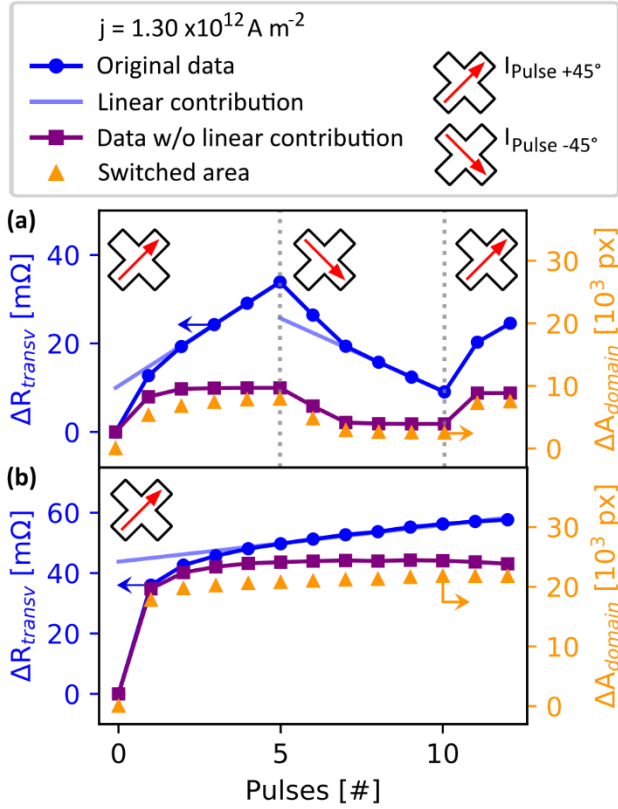 j = 1.30 x10¹² A m⁻²
Original data
Linear contribution
Data w/o linear contribution
Switched area
I Pulse +45°
I Pulse -45°
(a)
ΔR_transv [mΩ]
40
20
0
30
20
10
0
ΔA_domain [10³ px]
(b)
ΔR_transv [mΩ]
60
40
20
0
30
20
10
0
ΔA_domain [10³ px]
0
5
10
Pulses [#]